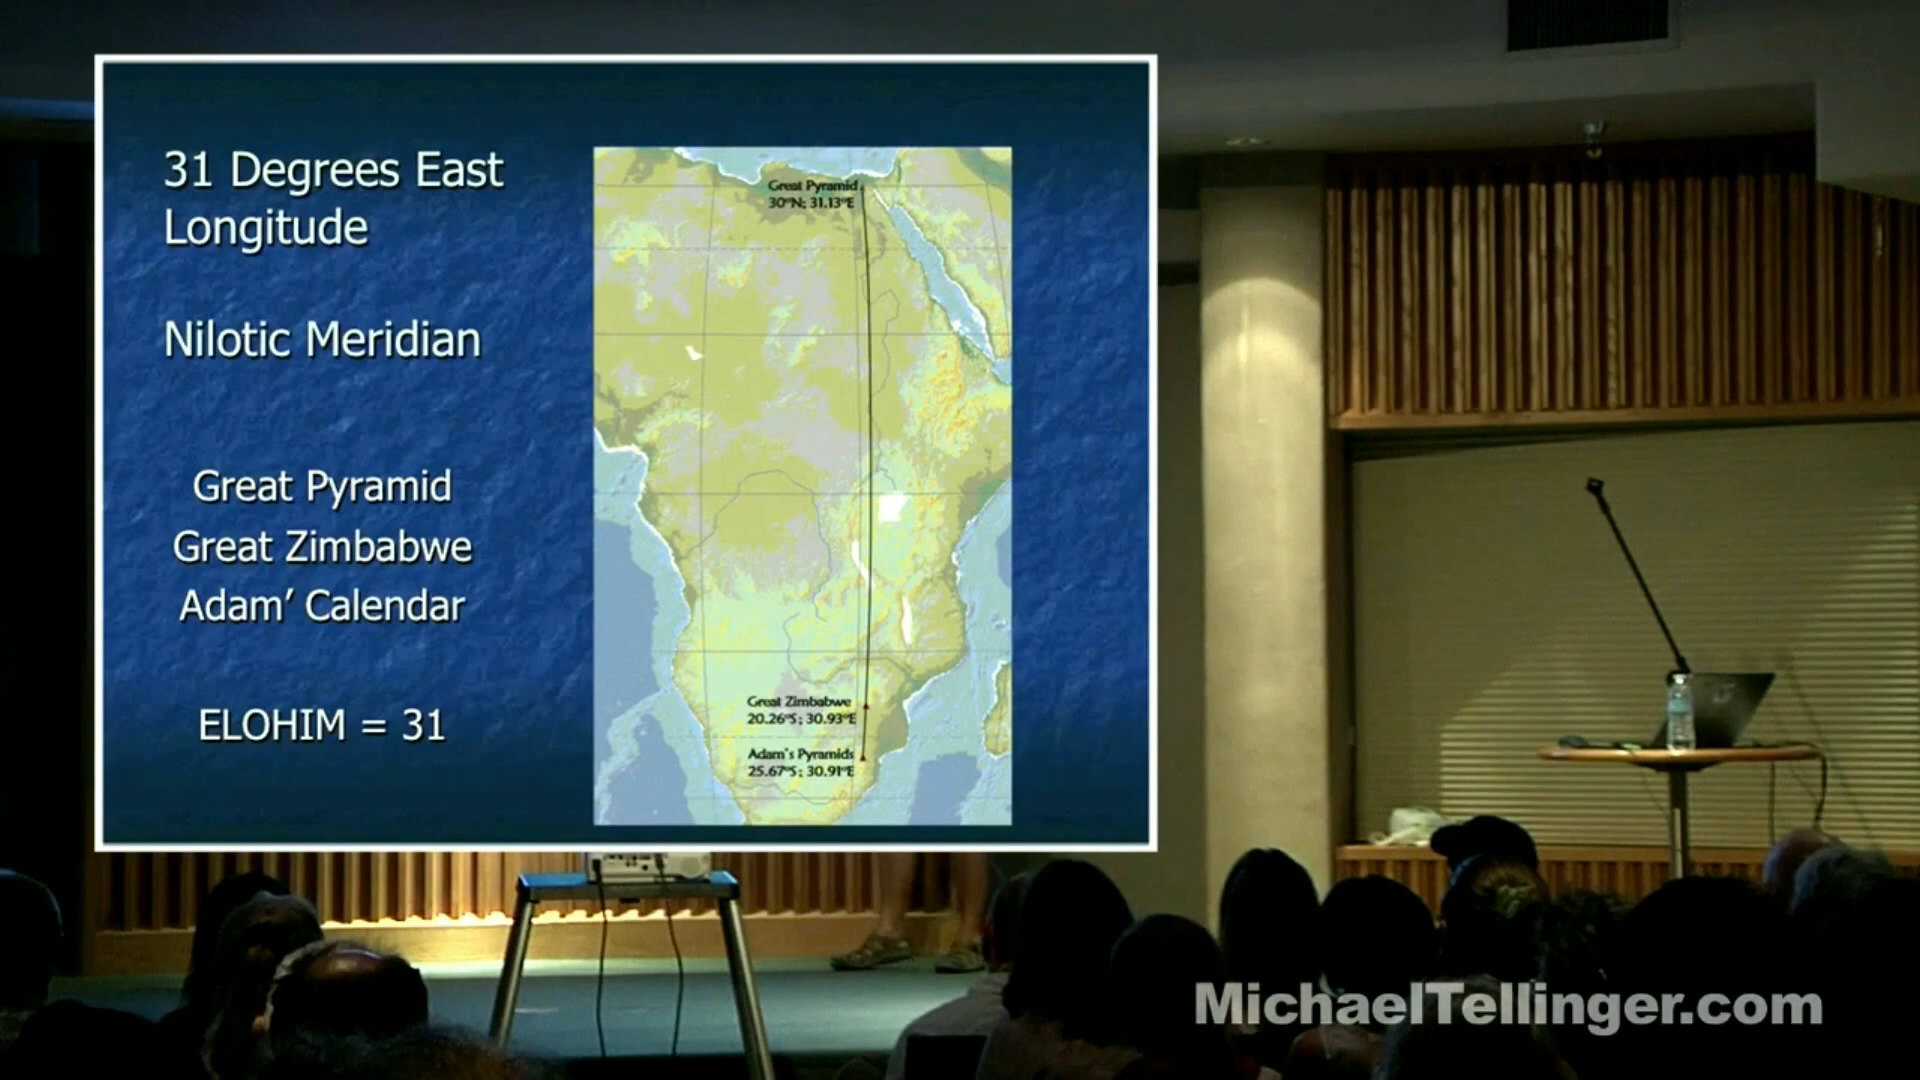 31 Degrees East
Longitude
Nilotic Meridian
Great Pyramid
Great Zimbabwe
Adam’ Calendar
ELOHIM = 31
Great Pyramid
30°N; 31.13°E
Great Zimbabwe
20.26°S; 30.93°E
Adam's Pyramids
25.67°S; 30.91°E
MichaelTellinger.com